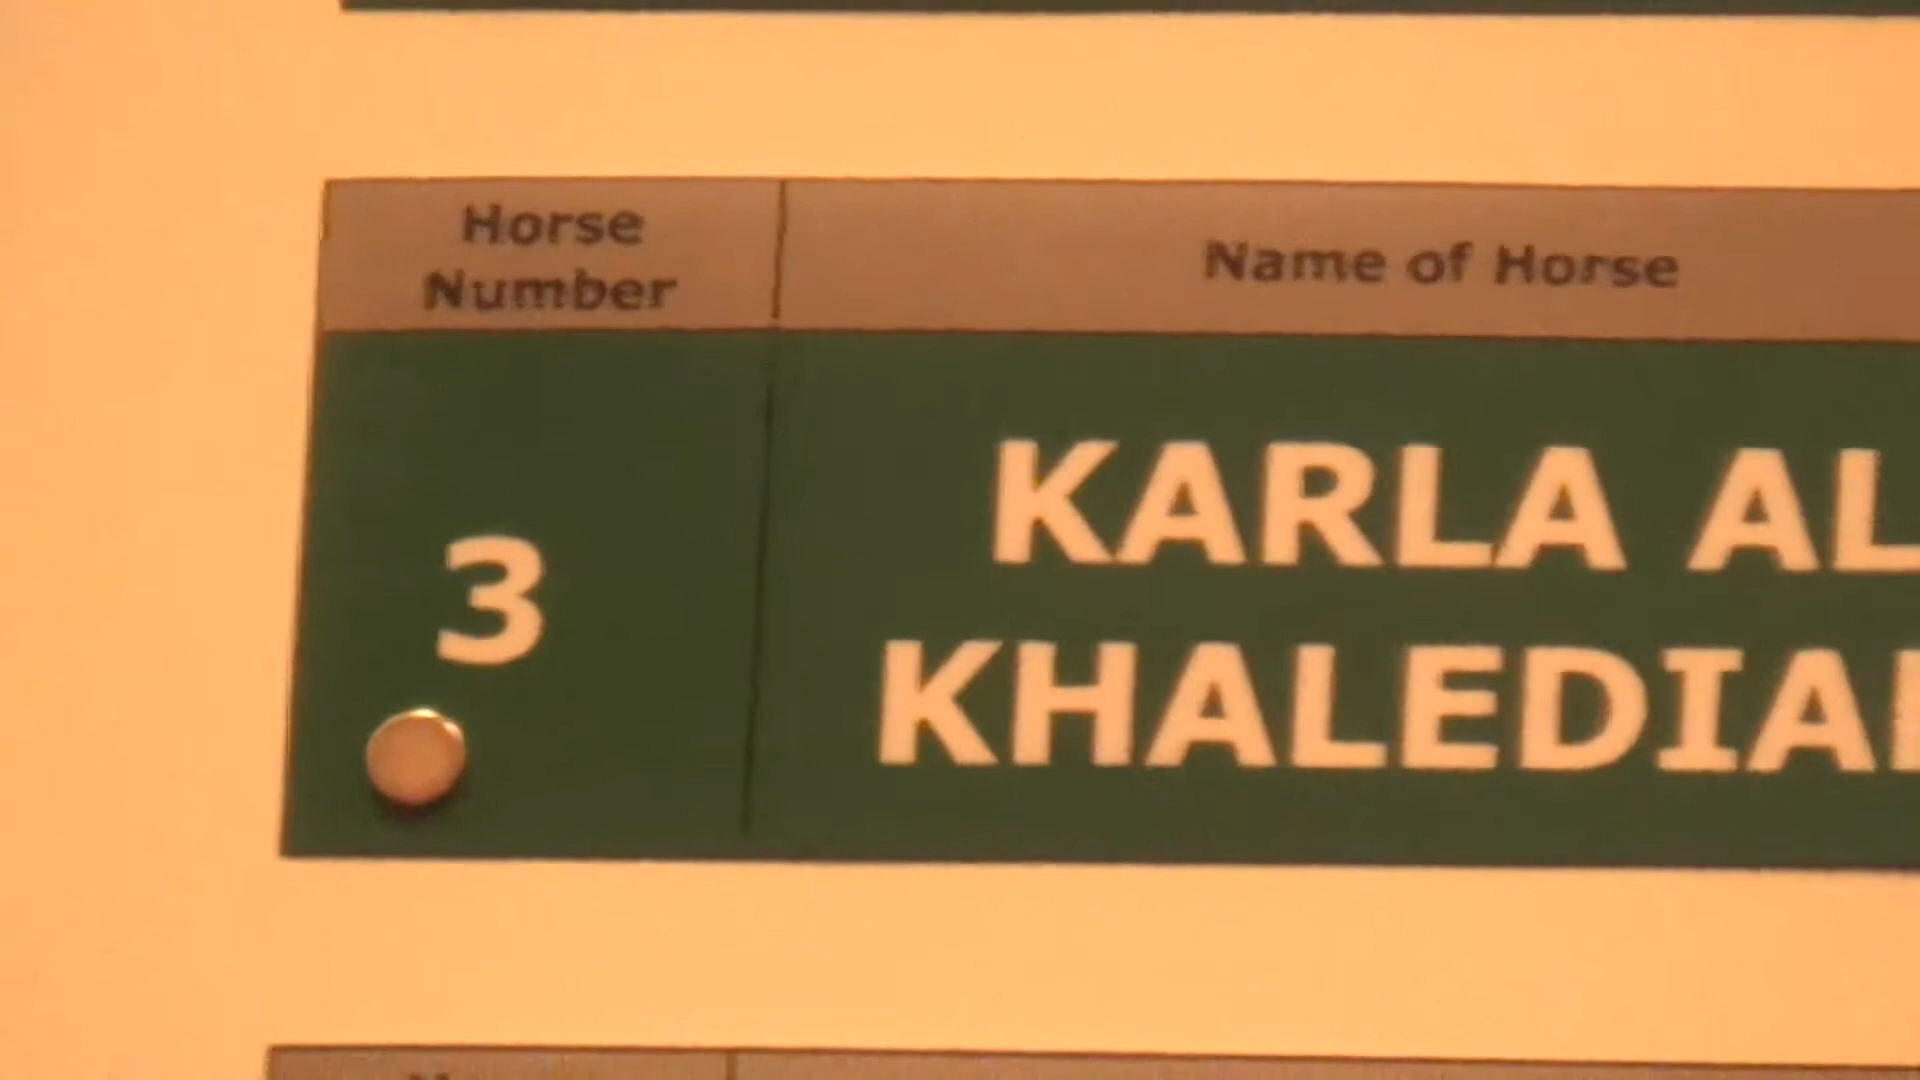 Horse
Number
Name of Horse
3
KARLA AL
KHALEDIA